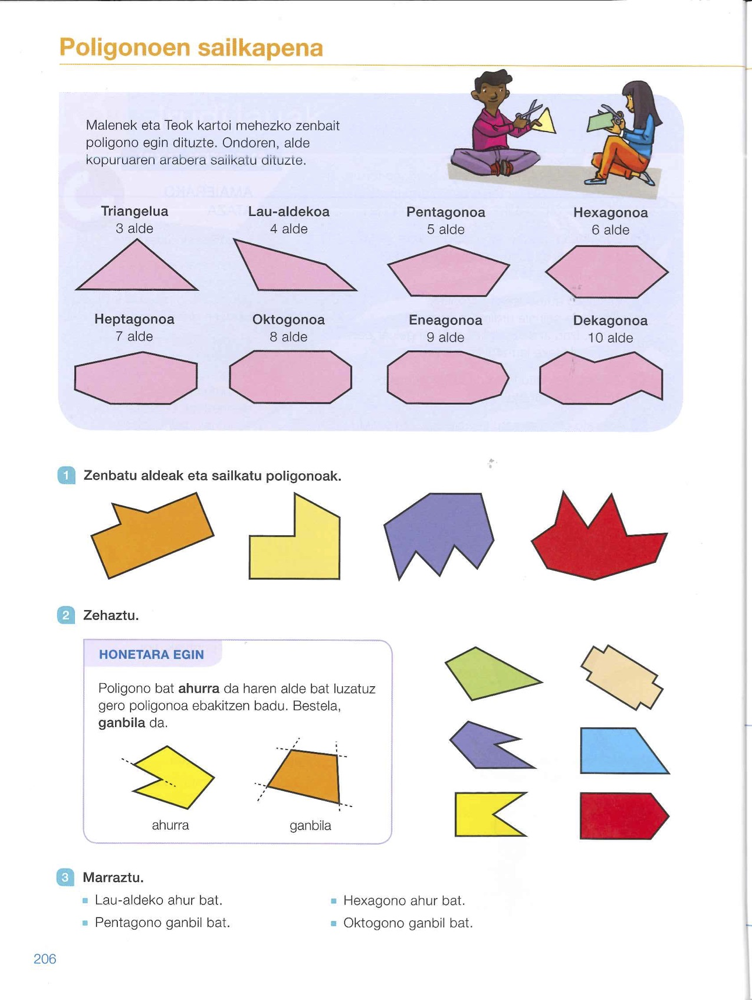 Poligonoen sailkapena
Malenek eta Teok kartoi mehezko zenbait
poligono egin dituzte. Ondoren, alde
kopuruaren arabera sailkatu dituzte.
Triangelua
3 alde
Lau-aldekoa
4 alde
Pentagonoa
5 alde
Hexagonoa
6 alde
Heptagonoa
7 alde
Oktogonoa
8 alde
Eneagonoa
9 alde
Dekagonoa
10 alde
1 Zenbatu aldeak eta sailkatu poligonoak.
2 Zehaztu.
HONETARA EGIN
Poligono bat ahurra da haren alde bat luzatuz
gero poligonoa ebakitzen badu. Bestela,
ganbila da.
ahurra
ganbila
3 Marraztu.
Lau-aldeko ahur bat.
Pentagono ganbil bat.
Hexagono ahur bat.
Oktogono ganbil bat.
206